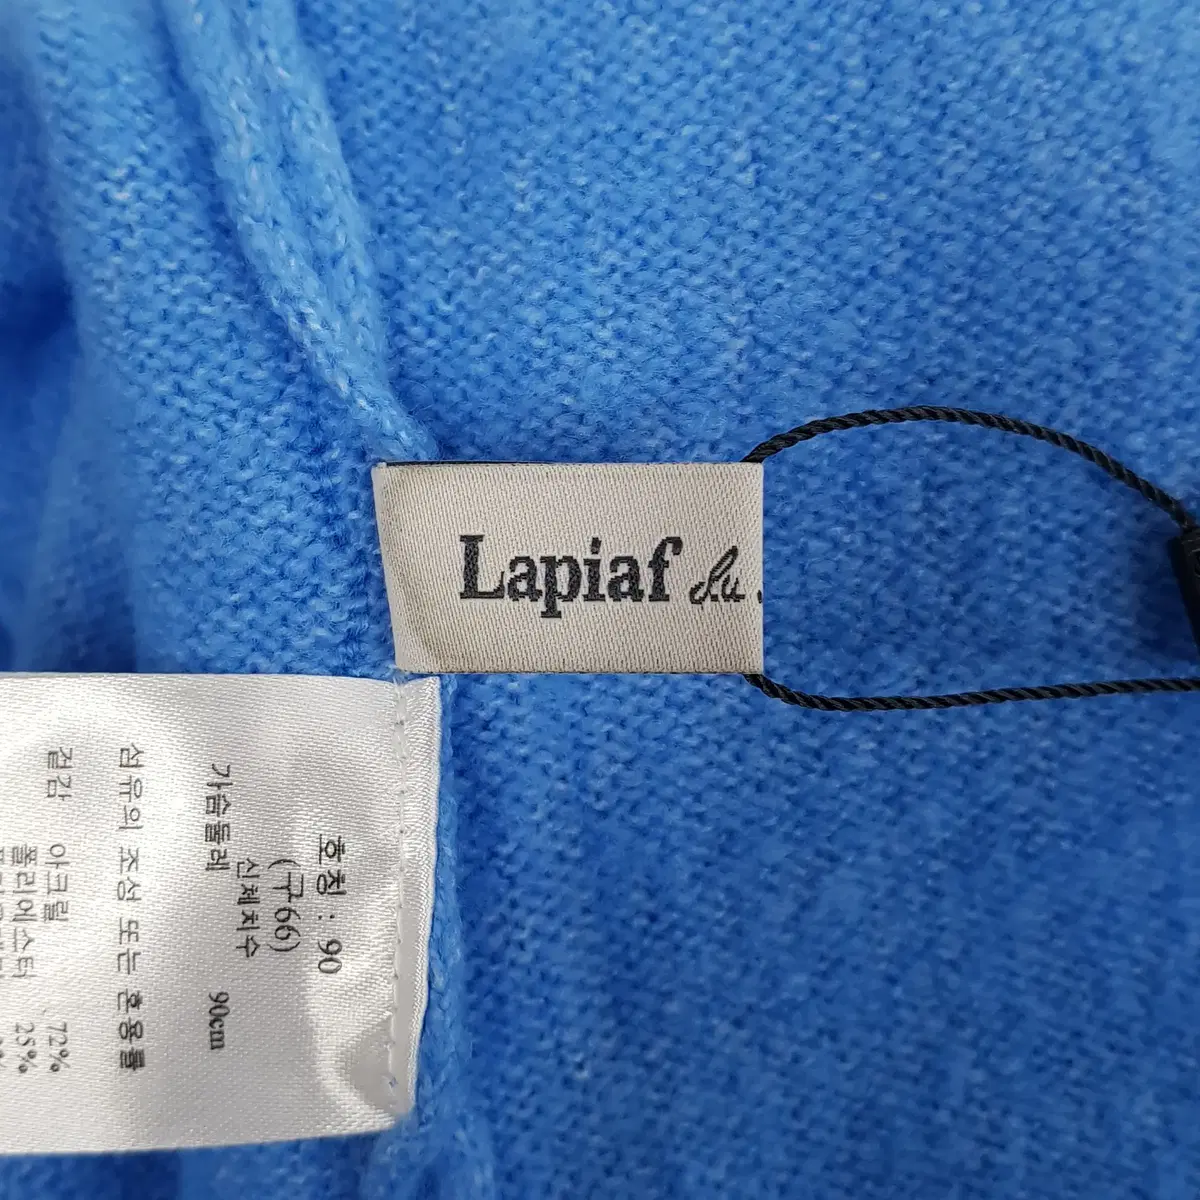 Lapiaf
호칭 : 90
(구66)
신체치수
가슴둘레 90cm
섬유의 조성 또는 혼용률
겉감 아크릴 72%
폴리에스터 25%